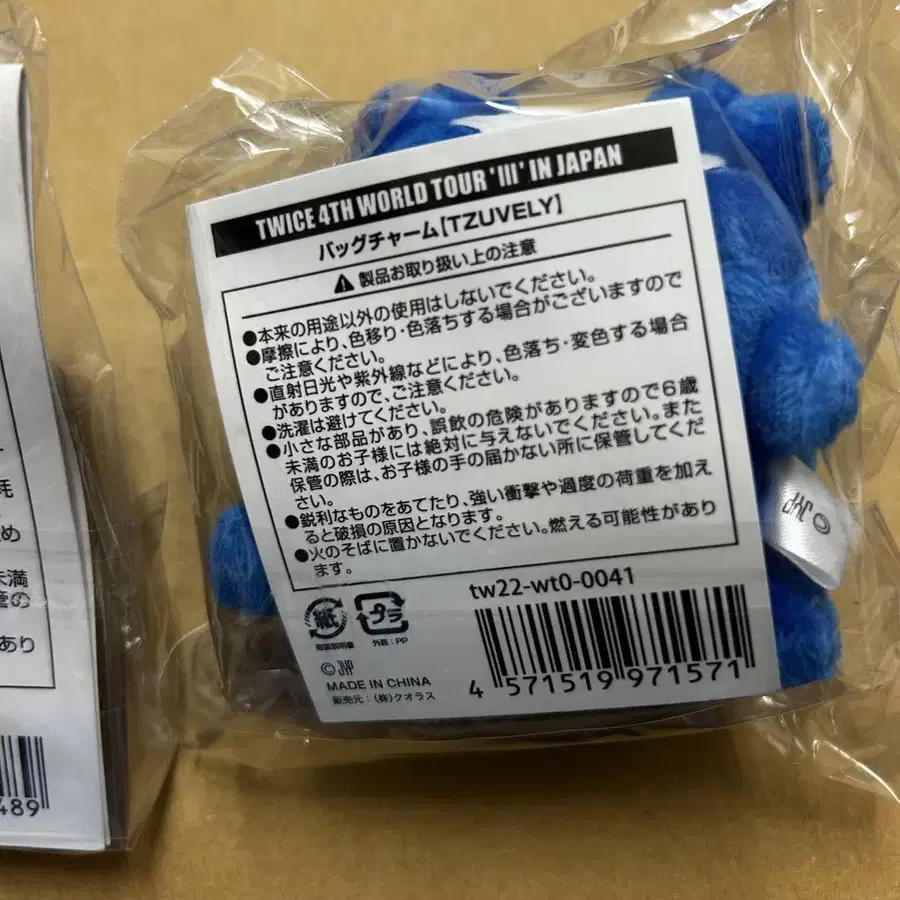 TWICE 4TH WORLD TOUR 'III' IN JAPAN
バッグチャーム[TZUVELY]
製品お取り扱い上の注意
●本来の用途以外の使用はしないでください。
●摩擦により、色移り・色落ちする場合がございますので
ご注意ください。
●直射日光や紫外線などにより、色落ち・変色する場合
がありますので、ご注意ください。
●洗濯は避けてください。
●小さな部品があり、誤飲の危険がありますので6歳
未満のお子様には絶対に与えないでください。また
保管の際は、お子様の手の届かない所に保管してくだ
さい。
●鋭利なものをあてたり、強い衝撃や過度の荷重を加え
ると破損の原因となります。
●火のそばに置かないでください。燃える可能性があり
ます。
tw22-wt0-0041
紙
プラ
取扱説明書
外袋:PP
©JYP
MADE IN CHINA
販売元:(株)クオラス
4 571519 971571
©JYP
耗
め
未満
管の
あり
489